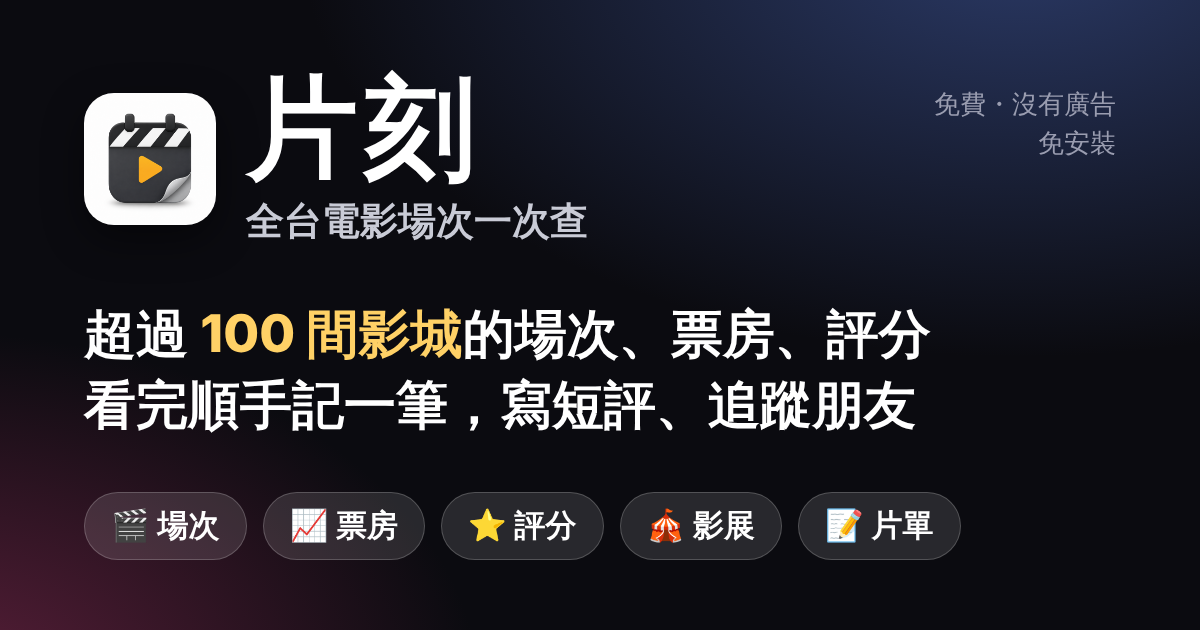 片刻
全台電影場次一次查
免費・沒有廣告
免安裝
超過 100 間影城的場次、票房、評分
看完順手記一筆，寫短評、追蹤朋友
🎬 場次
📈 票房
⭐ 評分
🎪 影展
📝 片單